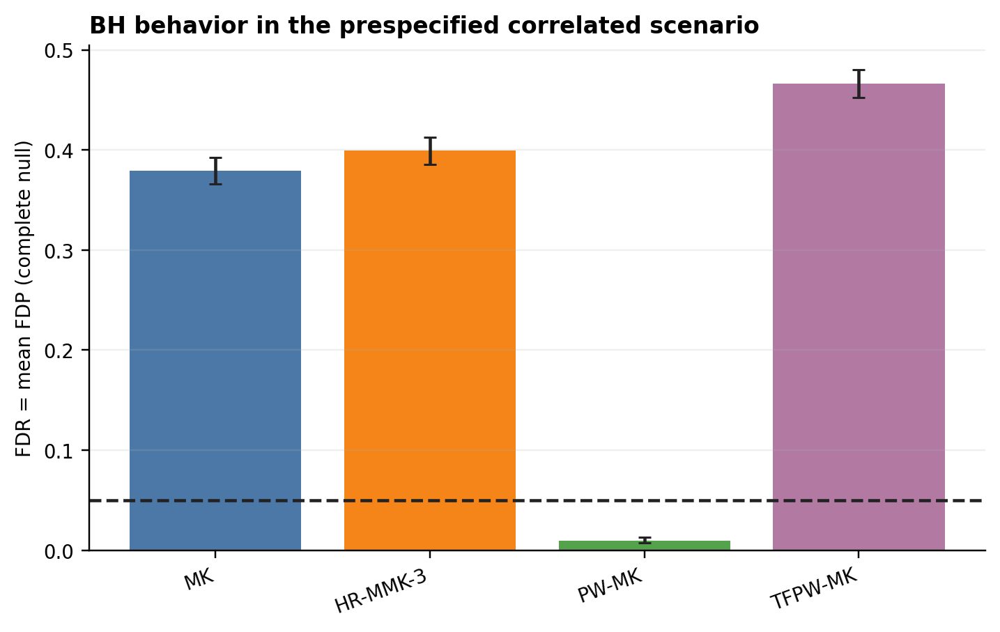 BH behavior in the prespecified correlated scenario
FDR = mean FDP (complete null)
0.5
0.4
0.3
0.2
0.1
0.0
MK
HR-MMK-3
PW-MK
TFPW-MK